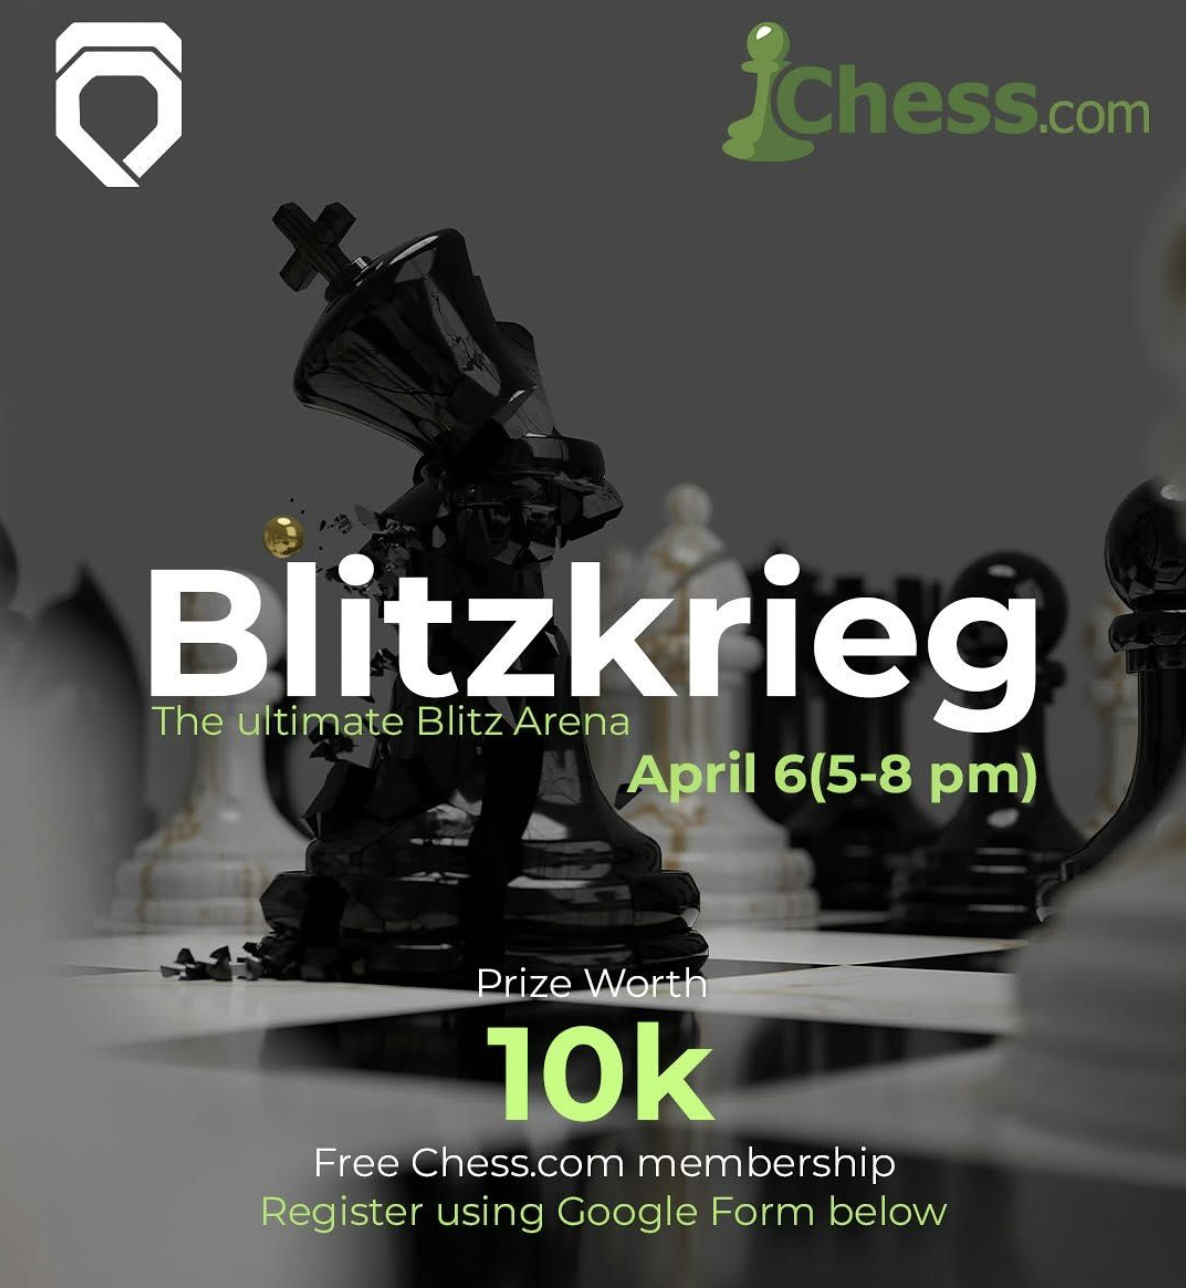 Chess.com
Blitzkrieg
The ultimate Blitz Arena
April 6(5-8 pm)
Prize Worth
10k
Free Chess.com membership
Register using Google Form below